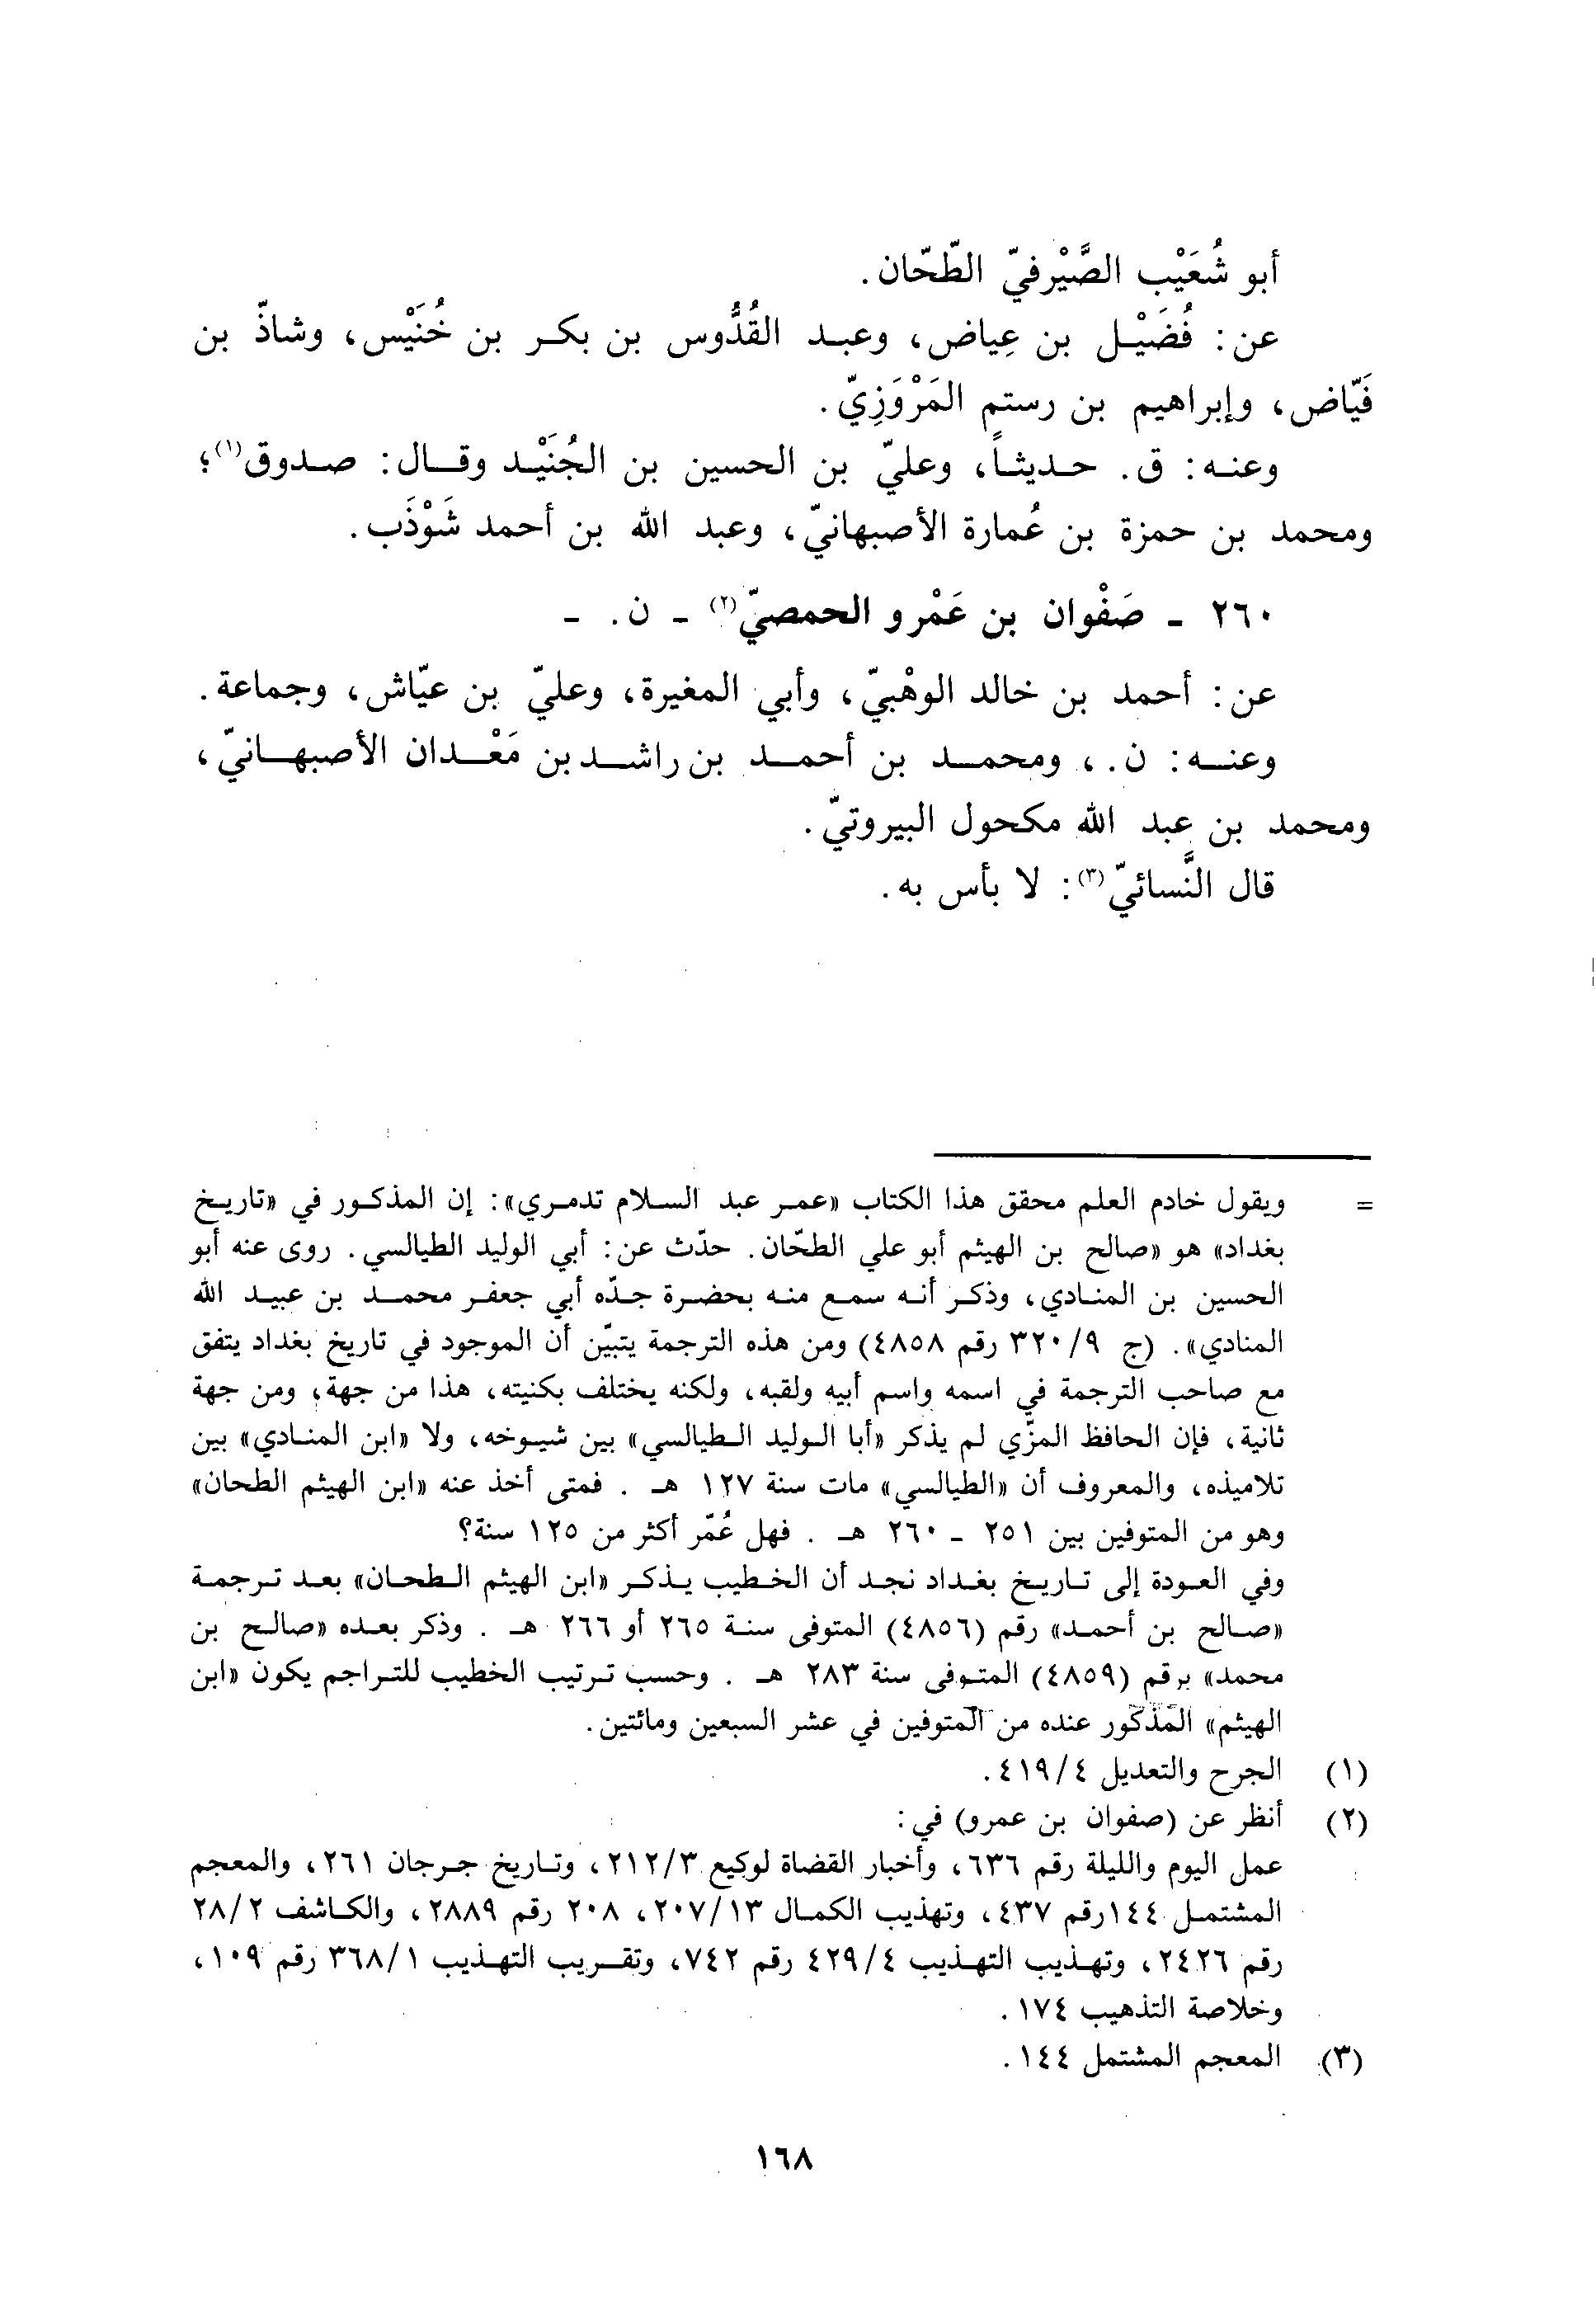 أبو شُعَيْب الصَّيْرفيّ الطّحّان.
عن: فُضَيْل بن عِياض، وعبد القُدُّوس بن بكر بن خُنَيْس، وشاذّ بن
فَيّاض، وإبراهيم بن رستم المَرْوَزِيّ.
وعنه: ق. حديثاً، وعليّ بن الحسين بن الجُنَيْد وقال: صدوق(١)؛
ومحمد بن حمزة بن عُمارة الأصبهانيّ، وعبد الله بن أحمد شَوْذَب.
٢٦٠ - صَفْوان بن عَمْرو الحمصيّ(٢) - ن. -
عن: أحمد بن خالد الوهْبيّ، وأبي المغيرة، وعليّ بن عيّاش، وجماعة.
وعنه: ن.، ومحمد بن أحمد بن راشد بن مَعْدان الأصبهانيّ،
ومحمد بن عبد الله مكحول البيروتيّ.
قال النَّسائيّ(٣): لا بأس به.
= ويقول خادم العلم محقق هذا الكتاب «عمر عبد السلام تدمري»: إن المذكور في «تاريخ
بغداد» هو «صالح بن الهيثم أبو علي الطحّان. حدّث عن: أبي الوليد الطيالسي. روى عنه أبو
الحسين بن المنادي، وذكر أنه سمع منه بحضرة جدّه أبي جعفر محمد بن عبيد الله
المنادي». (ج ٣٢٠/٩ رقم ٤٨٥٨) ومن هذه الترجمة يتبيّن أن الموجود في تاريخ بغداد يتفق
مع صاحب الترجمة في اسمه واسم أبيه ولقبه، ولكنه يختلف بكنيته، هذا من جهة، ومن جهة
ثانية، فإن الحافظ المزّي لم يذكر «أبا الوليد الطيالسي» بين شيوخه، ولا «ابن المنادي» بين
تلاميذه، والمعروف أن «الطيالسي» مات سنة ١٢٧ هـ . فمتى أخذ عنه «ابن الهيثم الطحان»
وهو من المتوفين بين ٢٥١ - ٢٦٠ هـ . فهل عُمّر أكثر من ١٢٥ سنة؟
وفي العودة إلى تاريخ بغداد نجد أن الخطيب يذكر «ابن الهيثم الطحان» بعد ترجمة
«صالح بن أحمد» رقم (٤٨٥٦) المتوفى سنة ٢٦٥ أو ٢٦٦ هـ . وذكر بعده «صالح بن
محمد» برقم (٤٨٥٩) المتوفى سنة ٢٨٣ هـ . وحسب ترتيب الخطيب للتراجم يكون «ابن
الهيثم» المذكور عنده من المتوفين في عشر السبعين ومائتين.
(١) الجرح والتعديل ٤١٩/٤.
(٢) أنظر عن (صفوان بن عمرو) في:
عمل اليوم والليلة رقم ٦٣٦، وأخبار القضاة لوكيع ٢١٢/٣، وتاريخ جرجان ٢٦١، والمعجم
المشتمل ١٤٤رقم ٤٣٧، وتهذيب الكمال ٢٠٧/١٣، ٢٠٨ رقم ٢٨٨٩، والكاشف ٢٨/٢
رقم ٢٤٢٦، وتهذيب التهذيب ٤٢٩/٤ رقم ٧٤٢، وتقريب التهذيب ٣٦٨/١ رقم ١٠٩،
وخلاصة التذهيب ١٧٤.
(٣) المعجم المشتمل ١٤٤.
١٦٨